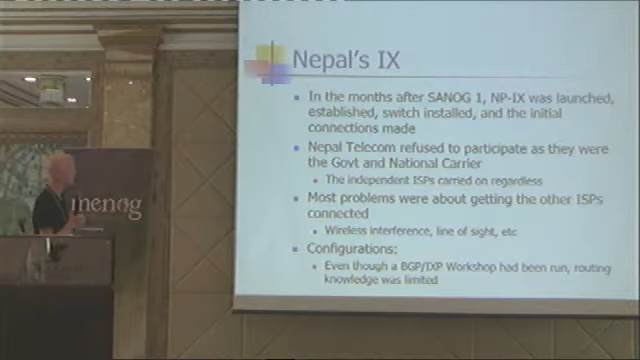 Nepal's IX
In the months after SANOG 1, NP-IX was launched,
established, switch installed, and the initial
connections made
Nepal Telecom refused to participate as they were
the Govt and National Carrier
The independent ISPs carried on regardless
Most problems were about getting the other ISPs
connected
Wireless interference, line of sight, etc
Configurations:
Even though a BGP/IXP Workshop had been run, routing
knowledge was limited
menog